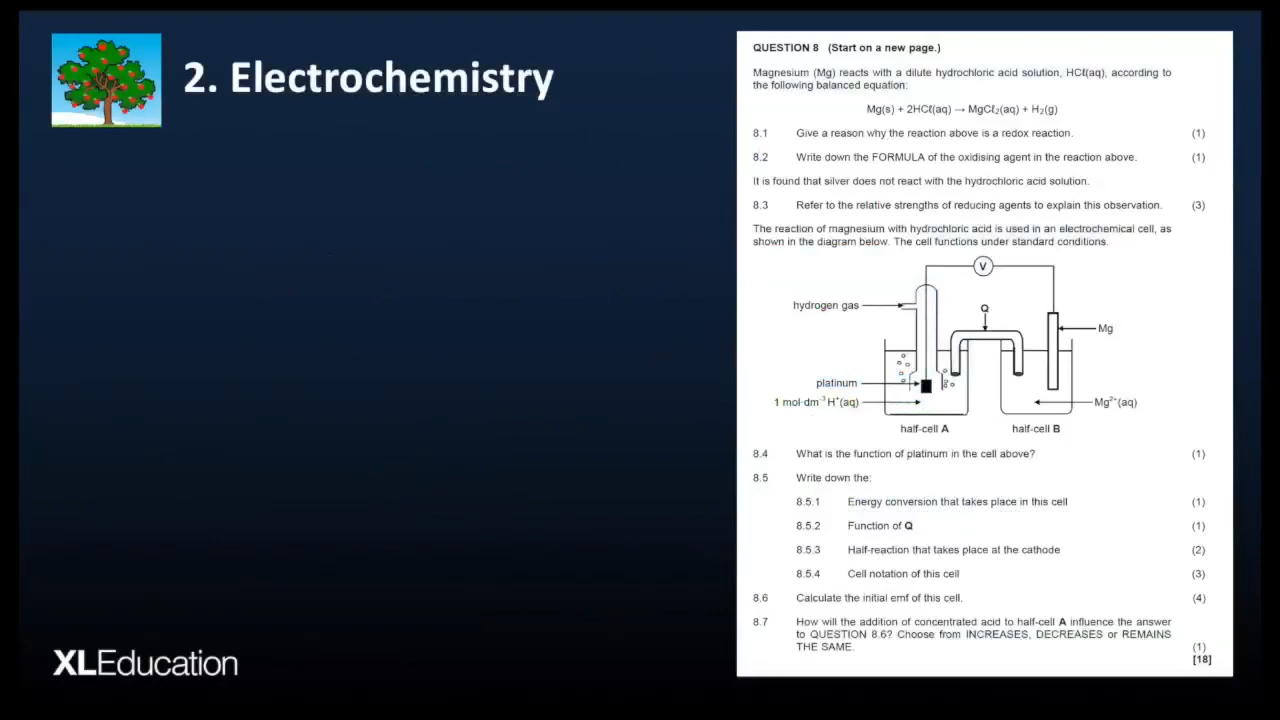 2. Electrochemistry
QUESTION 8 (Start on a new page.)
Magnesium (Mg) reacts with a dilute hydrochloric acid solution, HCℓ(aq), according to
the following balanced equation:
Mg(s) + 2HCℓ(aq) → MgCℓ₂(aq) + H₂(g)
8.1 Give a reason why the reaction above is a redox reaction. (1)
8.2 Write down the FORMULA of the oxidising agent in the reaction above. (1)
It is found that silver does not react with the hydrochloric acid solution.
8.3 Refer to the relative strengths of reducing agents to explain this observation. (3)
The reaction of magnesium with hydrochloric acid is used in an electrochemical cell, as
shown in the diagram below. The cell functions under standard conditions.
V
hydrogen gas
Q
Mg
platinum
1 mol·dm⁻³ H⁺(aq)
Mg²⁺(aq)
half-cell A
half-cell B
8.4 What is the function of platinum in the cell above? (1)
8.5 Write down the:
8.5.1 Energy conversion that takes place in this cell (1)
8.5.2 Function of Q (1)
8.5.3 Half-reaction that takes place at the cathode (2)
8.5.4 Cell notation of this cell (3)
8.6 Calculate the initial emf of this cell. (4)
8.7 How will the addition of concentrated acid to half-cell A influence the answer
to QUESTION 8.6? Choose from INCREASES, DECREASES or REMAINS
THE SAME. (1)
[18]
XLEducation